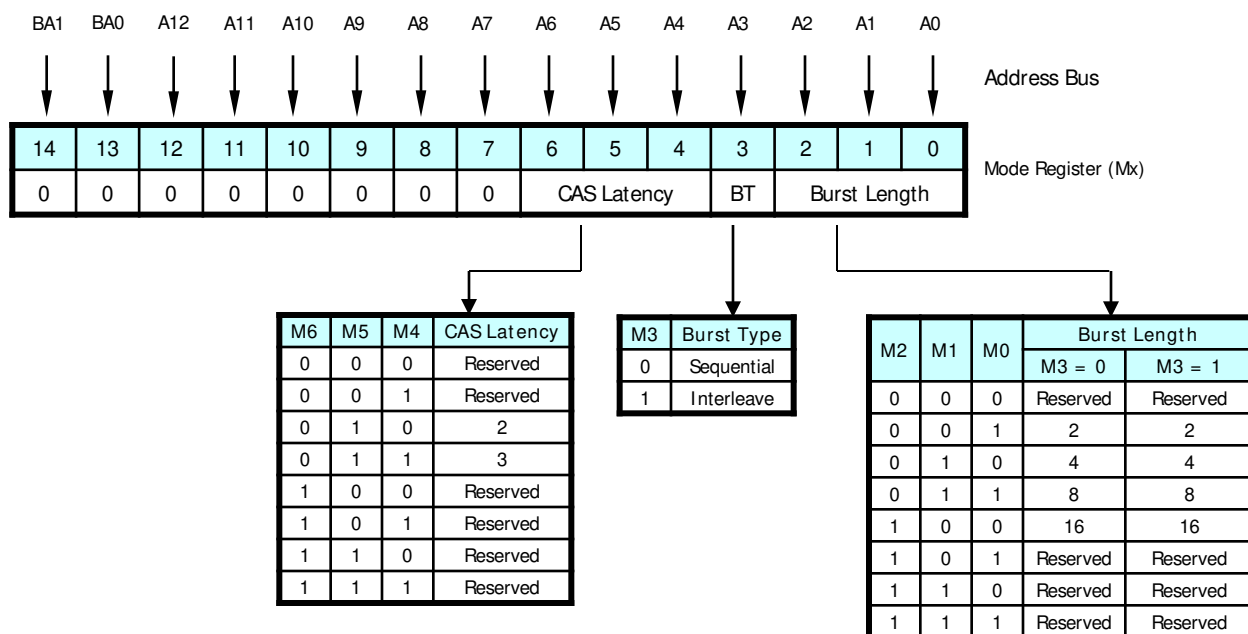 BA1 BA0 A12 A11 A10 A9 A8 A7 A6 A5 A4 A3 A2 A1 A0
Address Bus
14 13 12 11 10 9 8 7 6 5 4 3 2 1 0
Mode Register (Mx)
0 0 0 0 0 0 0 0 CAS Latency BT Burst Length
M6 M5 M4 CAS Latency
0 0 0 Reserved
0 0 1 Reserved
0 1 0 2
0 1 1 3
1 0 0 Reserved
1 0 1 Reserved
1 1 0 Reserved
1 1 1 Reserved
M3 Burst Type
0 Sequential
1 Interleave
M2 M1 M0 Burst Length
M3 = 0 M3 = 1
0 0 0 Reserved Reserved
0 0 1 2 2
0 1 0 4 4
0 1 1 8 8
1 0 0 16 16
1 0 1 Reserved Reserved
1 1 0 Reserved Reserved
1 1 1 Reserved Reserved